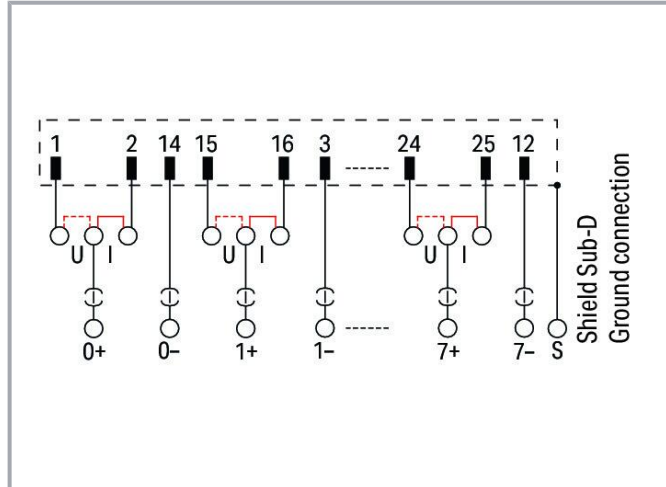 1 2 14 15 16 3 24 25 12
U I U I U I
0+ 0– 1+ 1– 7+ 7– S
Shield Sub-D
Ground connection